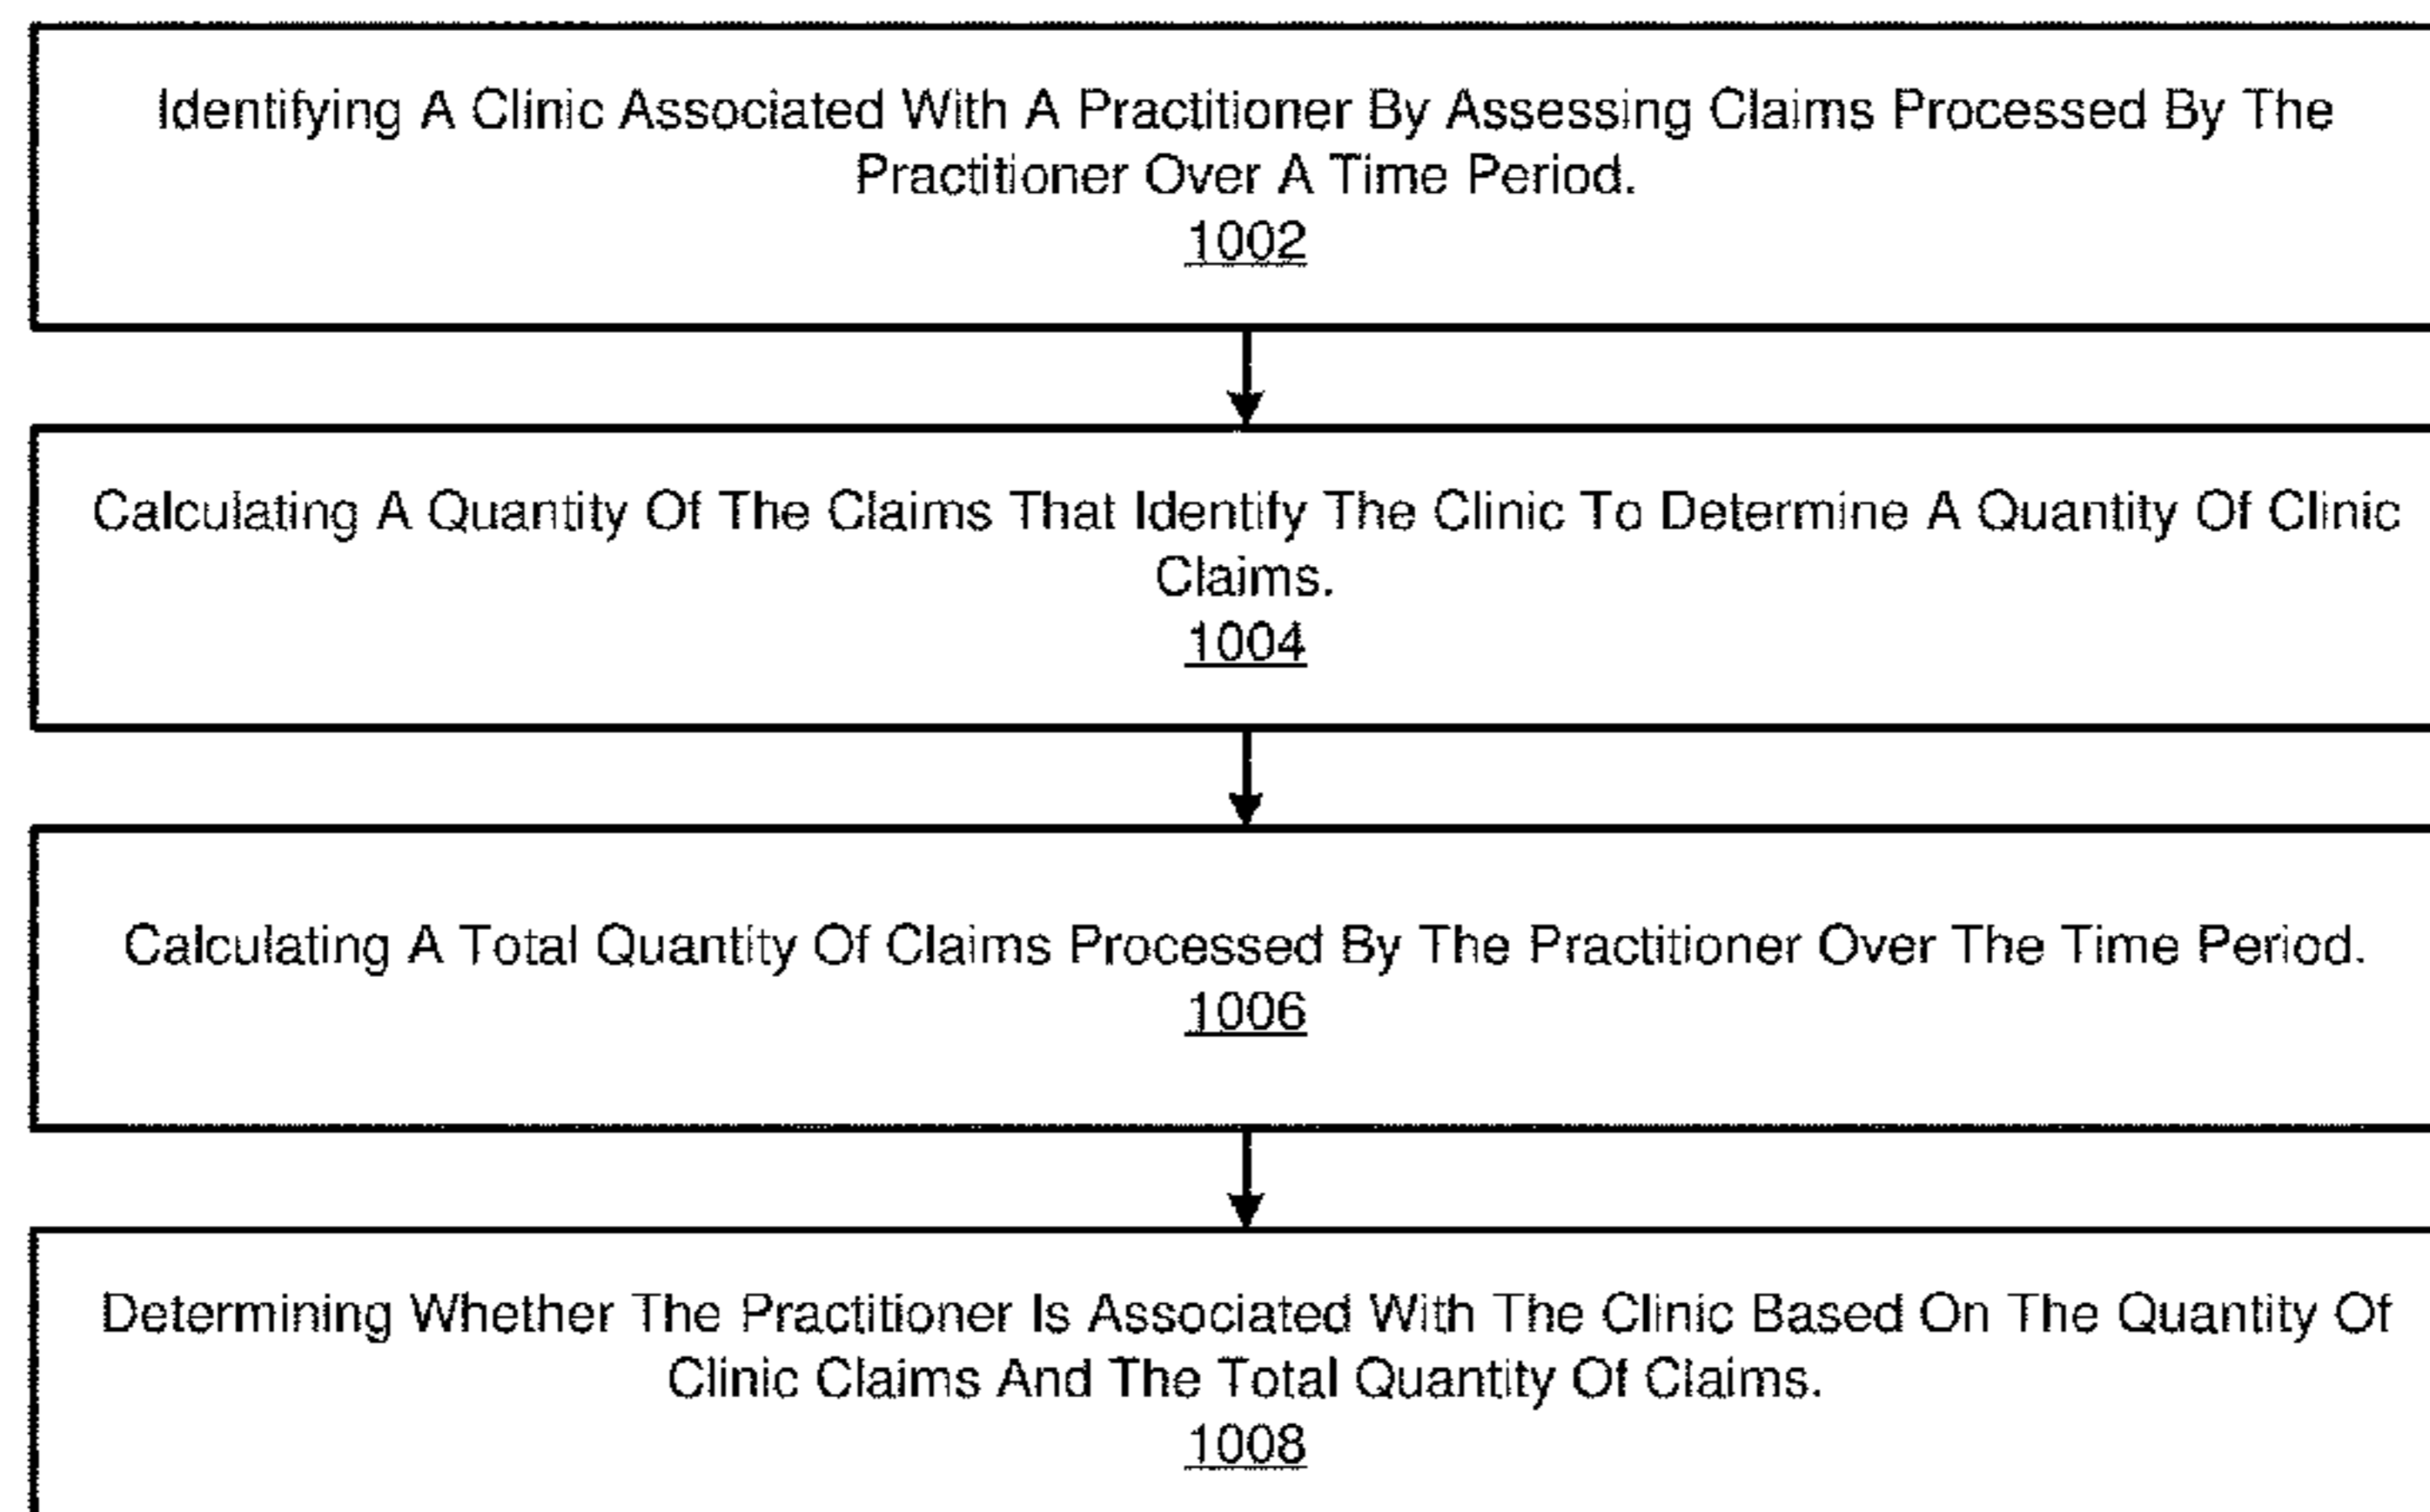 Identifying A Clinic Associated With A Practitioner By Assessing Claims Processed By The
Practitioner Over A Time Period.
1002
Calculating A Quantity Of The Claims That Identify The Clinic To Determine A Quantity Of Clinic
Claims.
1004
Calculating A Total Quantity Of Claims Processed By The Practitioner Over The Time Period.
1006
Determining Whether The Practitioner Is Associated With The Clinic Based On The Quantity Of
Clinic Claims And The Total Quantity Of Claims.
1008